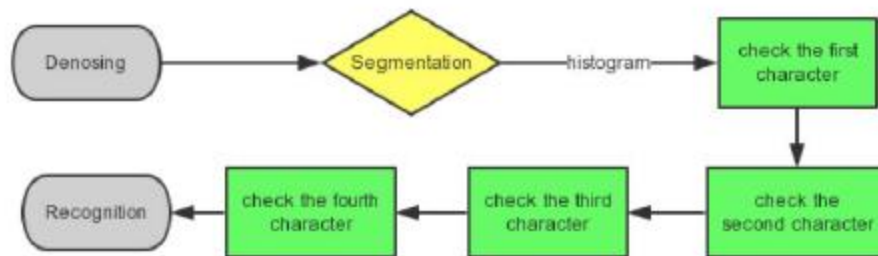 Denosing
Segmentation
histogram
check the first
character
check the
second character
check the third
character
check the fourth
character
Recognition